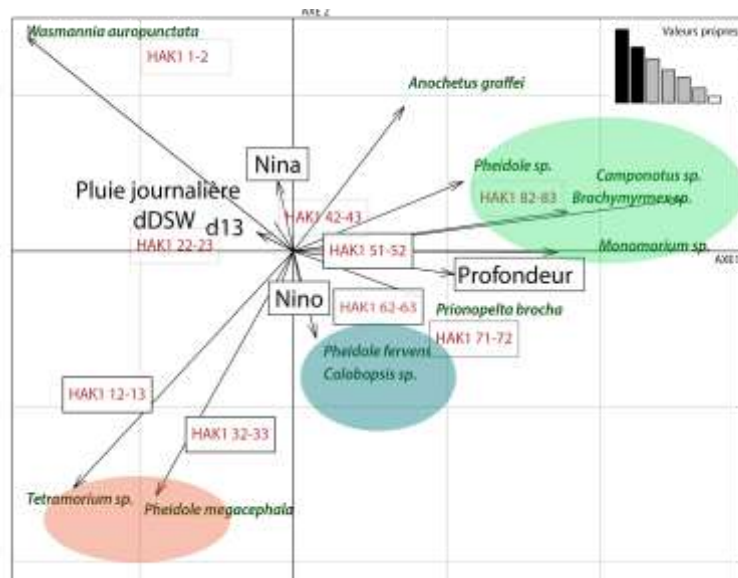 AXE 2
Wasmannia auropunctata
Valeurs propres
HAK1 1-2
Anochetus graffei
Nina
Pheidole sp.
Camponotus sp.
Pluie journalière
HAK1 82-83
Brachymyrmex sp.
dDSW
d13
HAK1 42-43
HAK1 22-23
HAK1 51-52
Monomorium sp.
AXE1
Profondeur
Nino
HAK1 62-63
Prionopelta brocha
HAK1 71-72
Pheidole fervens
Colobopsis sp.
HAK1 12-13
HAK1 32-33
Tetramorium sp.
Pheidole megacephala